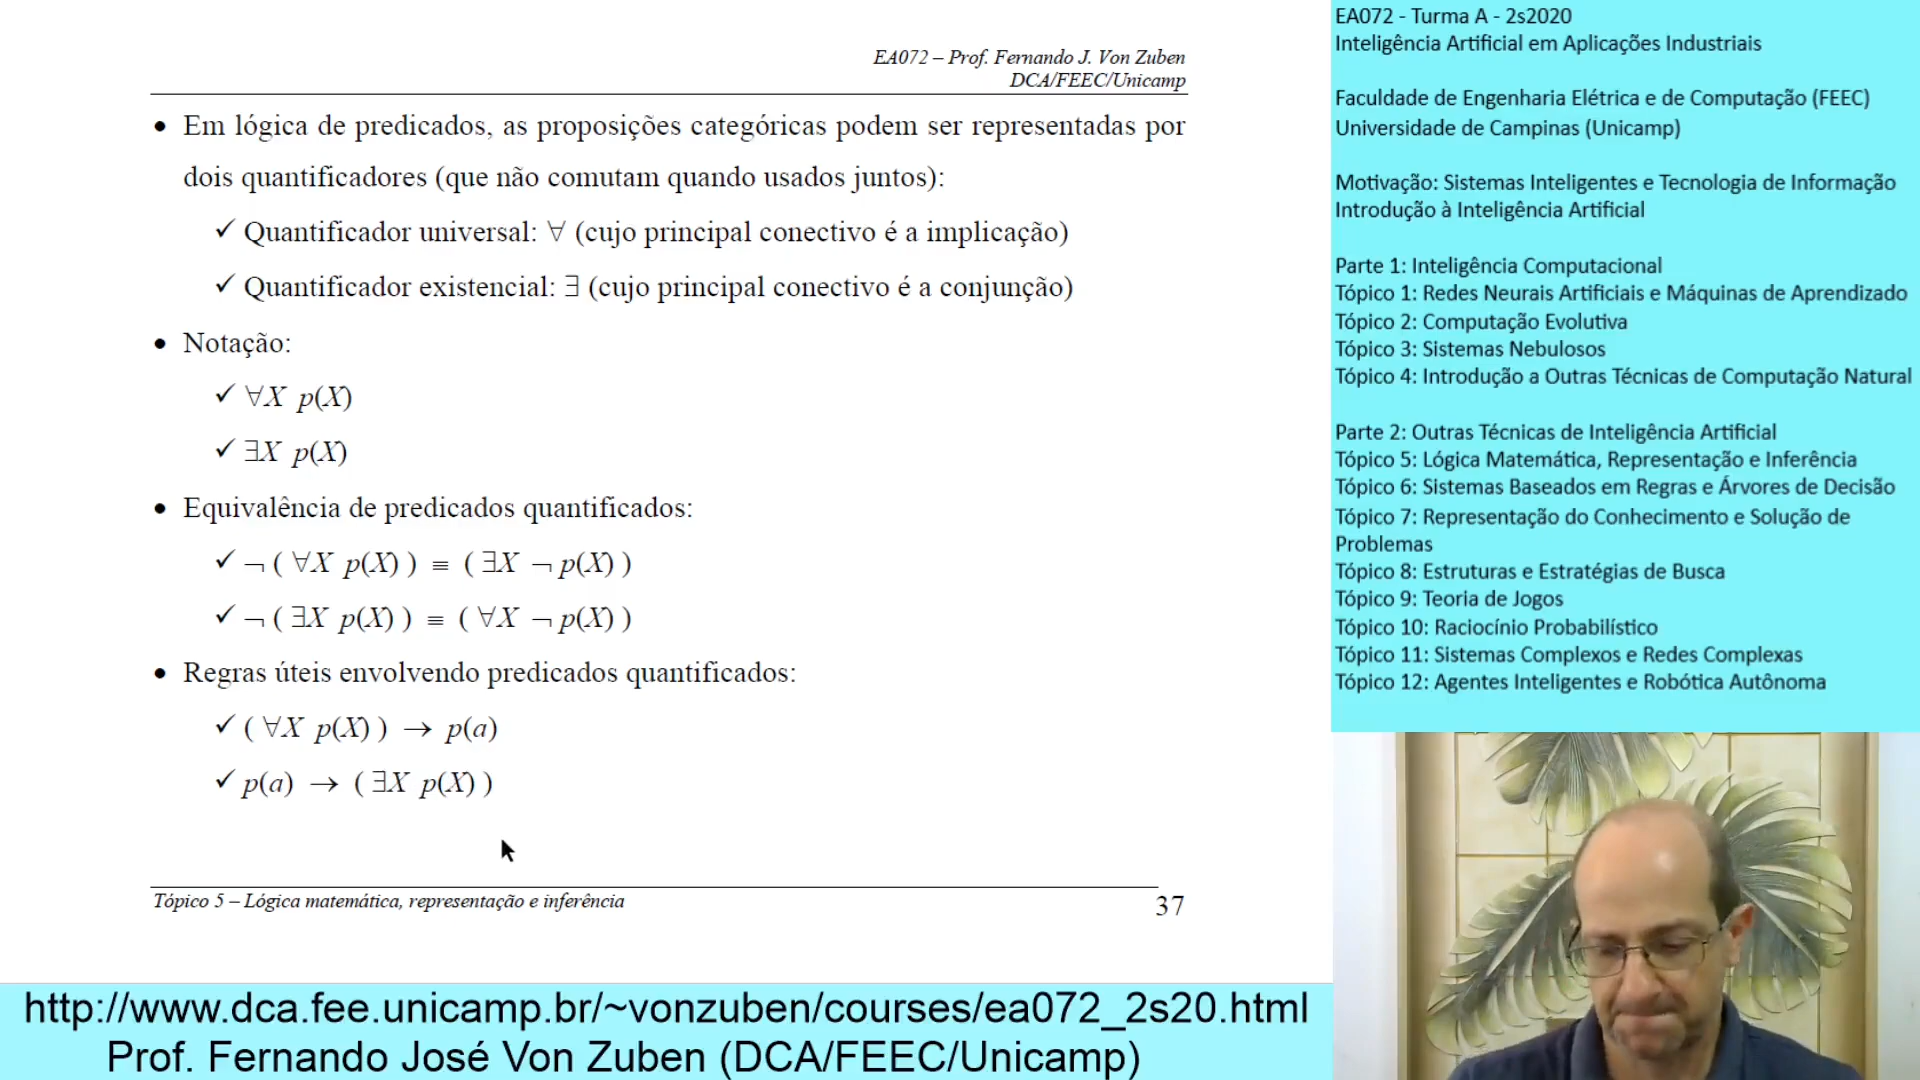 EA072 – Prof. Fernando J. Von Zuben
DCA/FEEC/Unicamp
• Em lógica de predicados, as proposições categóricas podem ser representadas por
dois quantificadores (que não comutam quando usados juntos):
✓ Quantificador universal: ∀ (cujo principal conectivo é a implicação)
✓ Quantificador existencial: ∃ (cujo principal conectivo é a conjunção)
• Notação:
✓ ∀X p(X)
✓ ∃X p(X)
• Equivalência de predicados quantificados:
✓ ¬ ( ∀X p(X) ) ≡ ( ∃X ¬ p(X) )
✓ ¬ ( ∃X p(X) ) ≡ ( ∀X ¬ p(X) )
• Regras úteis envolvendo predicados quantificados:
✓ ( ∀X p(X) ) → p(a)
✓ p(a) → ( ∃X p(X) )
Tópico 5 – Lógica matemática, representação e inferência
37
EA072 - Turma A - 2s2020
Inteligência Artificial em Aplicações Industriais
Faculdade de Engenharia Elétrica e de Computação (FEEC)
Universidade de Campinas (Unicamp)
Motivação: Sistemas Inteligentes e Tecnologia de Informação
Introdução à Inteligência Artificial
Parte 1: Inteligência Computacional
Tópico 1: Redes Neurais Artificiais e Máquinas de Aprendizado
Tópico 2: Computação Evolutiva
Tópico 3: Sistemas Nebulosos
Tópico 4: Introdução a Outras Técnicas de Computação Natural
Parte 2: Outras Técnicas de Inteligência Artificial
Tópico 5: Lógica Matemática, Representação e Inferência
Tópico 6: Sistemas Baseados em Regras e Árvores de Decisão
Tópico 7: Representação do Conhecimento e Solução de
Problemas
Tópico 8: Estruturas e Estratégias de Busca
Tópico 9: Teoria de Jogos
Tópico 10: Raciocínio Probabilístico
Tópico 11: Sistemas Complexos e Redes Complexas
Tópico 12: Agentes Inteligentes e Robótica Autônoma
http://www.dca.fee.unicamp.br/~vonzuben/courses/ea072_2s20.html
Prof. Fernando José Von Zuben (DCA/FEEC/Unicamp)